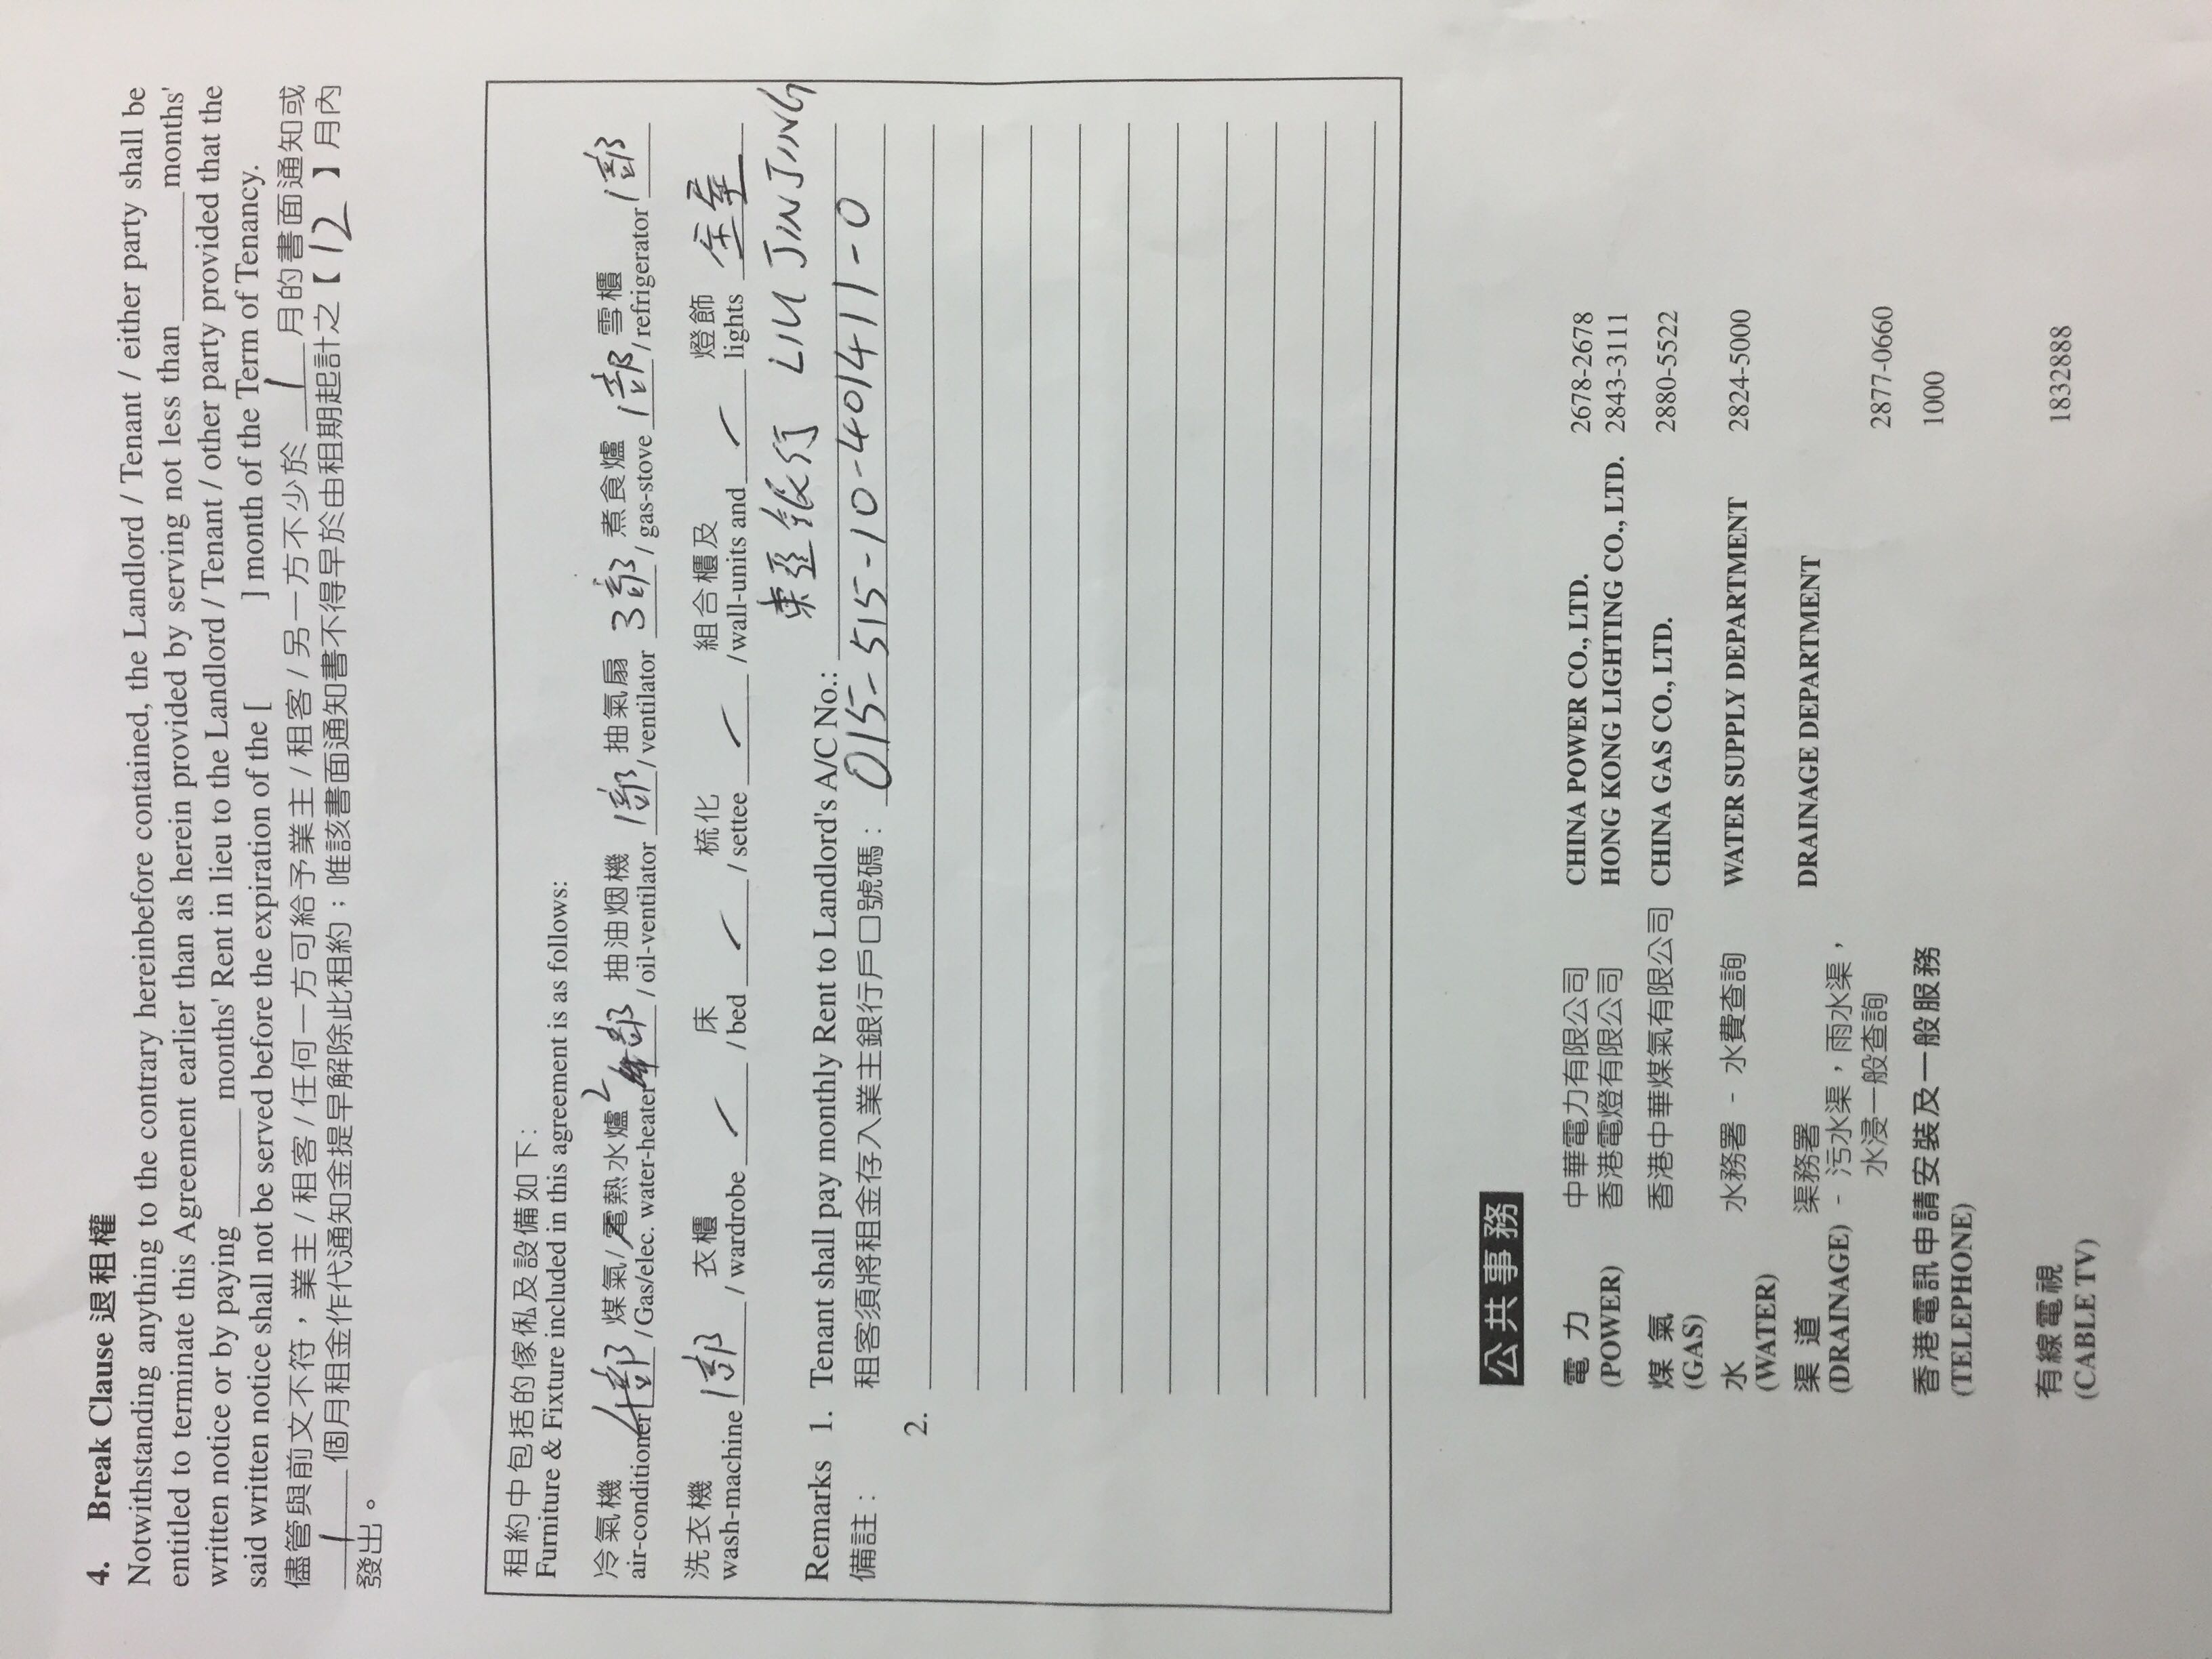 4. Break Clause 退租權
Notwithstanding anything to the contrary hereinbefore contained, the Landlord / Tenant / either party shall be
entitled to terminate this Agreement earlier than as herein provided by serving not less than ________ months'
written notice or by paying ________ months' Rent in lieu to the Landlord / Tenant / other party provided that the
said written notice shall not be served before the expiration of the [ ] month of the Term of Tenancy.
儘管與前文不符，業主 / 租客 / 任何一方可給予業主 / 租客 / 另一方不少於 1 月的書面通知或
1 個月租金作代通知金提早解除此租約；唯該書面通知書不得早於由租期起計之【 12 】月內
發出。
租約中包括的傢俬及設備如下：
Furniture & Fixture included in this agreement is as follows:
冷氣機 煤氣/電熱水爐 2 抽油烟機 抽氣扇 煮食爐 雪櫃
air-conditioner 4部 / Gas/elec. water-heater 部 / oil-ventilator 1部 / ventilator 3部 / gas-stove 1部 / refrigerator 1部
洗衣機 衣櫃 床 梳化 組合櫃及 燈飾
wash-machine 1部 / wardrobe ✓ / bed ✓ / settee ✓ / wall-units and ✓ lights 全屋
東亞銀行 LIU JINJING
Remarks 1. Tenant shall pay monthly Rent to Landlord's A/C No.:
備註： 租客須將租金存入業主銀行戶口號碼： 015-515-10-401411-0
2.
公共事務
電力 中華電力有限公司 CHINA POWER CO., LTD. 2678-2678
(POWER) 香港電燈有限公司 HONG KONG LIGHTING CO., LTD. 2843-3111
煤氣 香港中華煤氣有限公司 CHINA GAS CO., LTD. 2880-5522
(GAS)
水 水務署 - 水費查詢 WATER SUPPLY DEPARTMENT 2824-5000
(WATER)
渠道 渠務署 DRAINAGE DEPARTMENT
(DRAINAGE) - 污水渠，雨水渠，
水浸一般查詢 2877-0660
香港電訊申請安裝及一般服務 1000
(TELEPHONE)
有線電視 1832888
(CABLE TV)